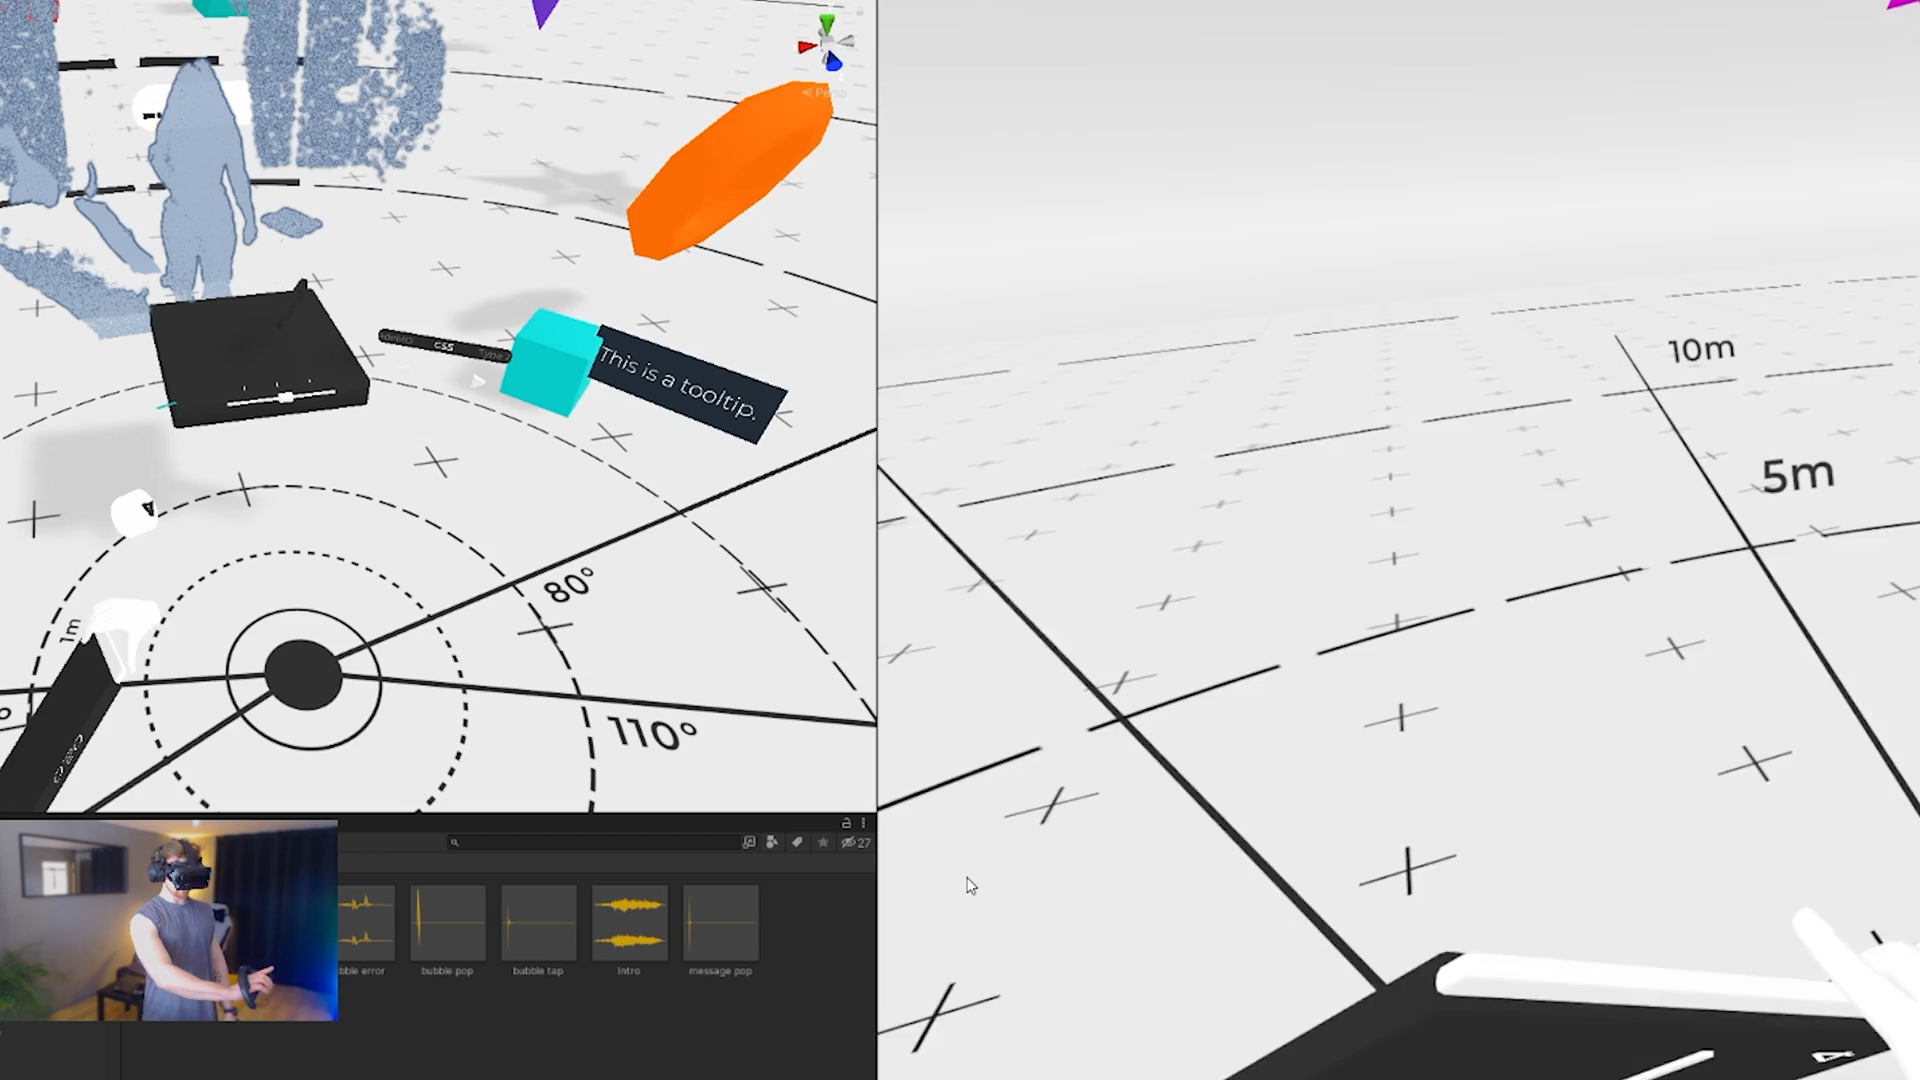 Persp
CSS
This is a tooltip.
80°
1m
110°
10m
5m
27
bble error
bubble pop
bubble tap
Intro
message pop